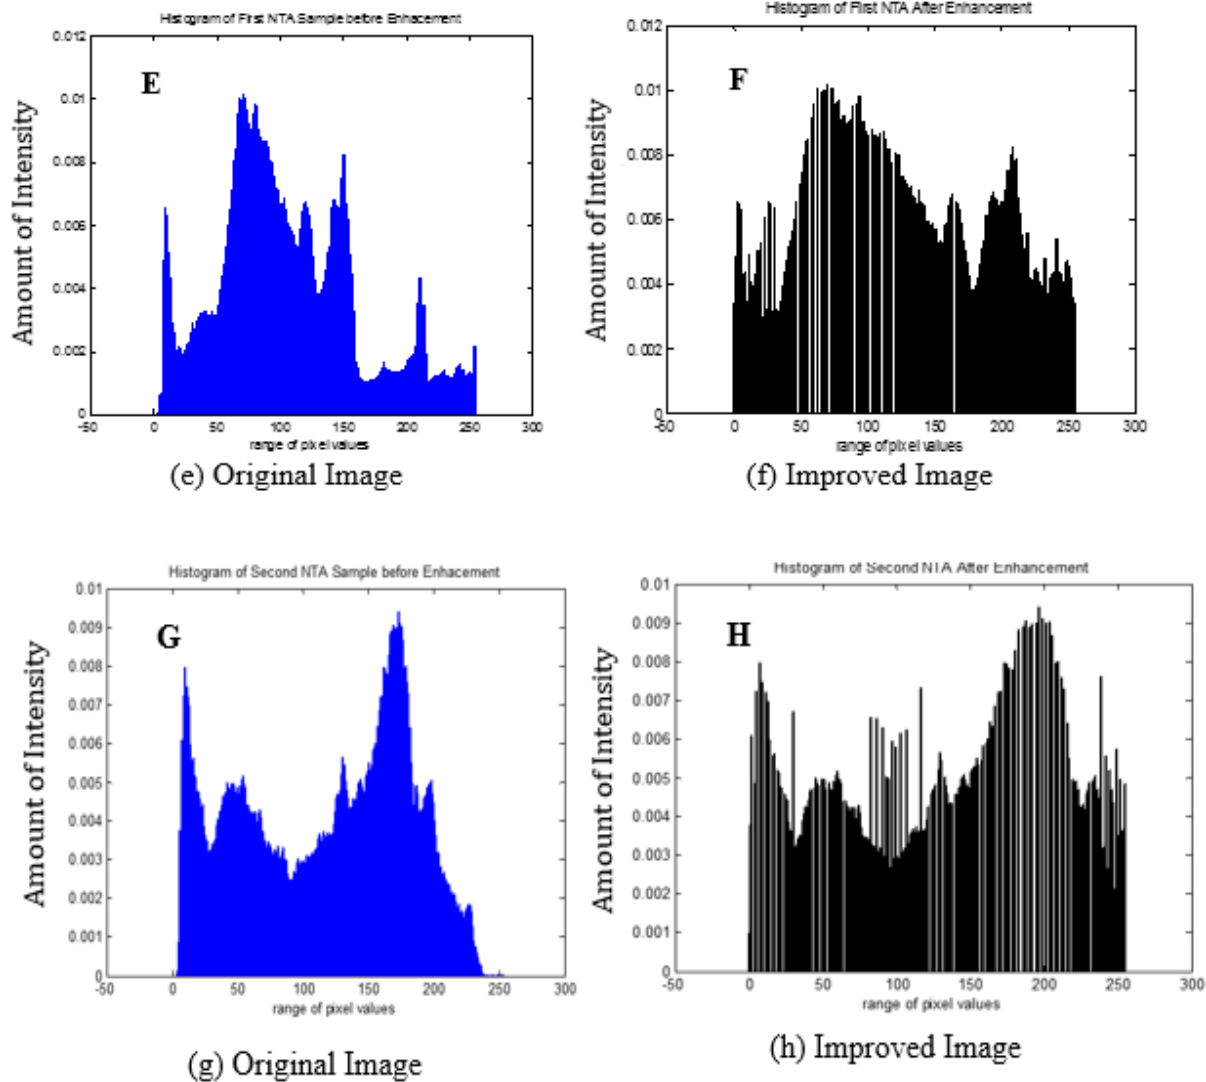 Histogram of First NTA Sample before Enhacement
0.012
0.01
0.008
0.006
0.004
0.002
0
-50 0 50 100 150 200 250 300
E
Amount of Intensity
range of pixel values
(e) Original Image
Histogram of First NTA After Enhancement
0.012
0.01
0.008
0.006
0.004
0.002
0
-50 0 50 100 150 200 250 300
F
Amount of Intensity
range of pixel values
(f) Improved Image
Histogram of Second NTA Sample before Enhacement
0.01
0.009
0.008
0.007
0.006
0.005
0.004
0.003
0.002
0.001
0
-50 0 50 100 150 200 250 300
G
Amount of Intensity
range of pixel values
(g) Original Image
Histogram of Second NTA After Enhancement
0.01
0.009
0.008
0.007
0.006
0.005
0.004
0.003
0.002
0.001
0
-50 0 50 100 150 200 250 300
H
Amount of Intensity
range of pixel values
(h) Improved Image